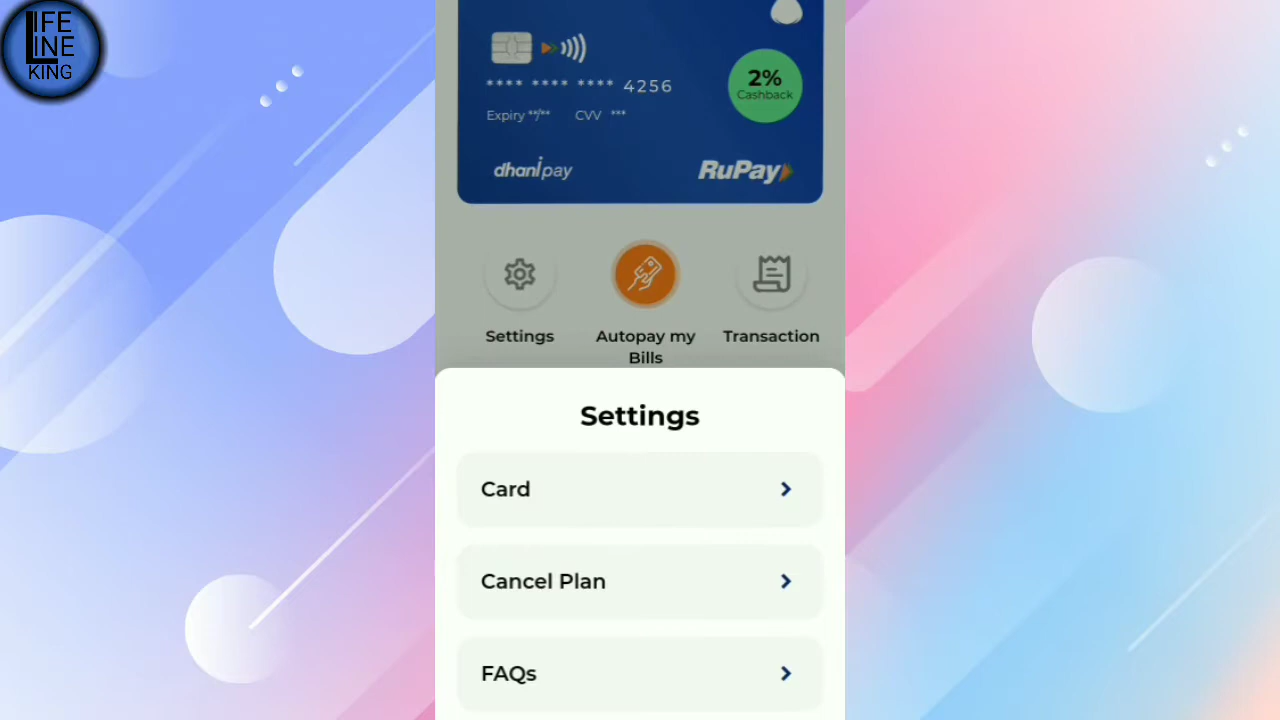 LIFE
LINE
KING
2%
Cashback
**** **** **** 4256
Expiry **/** CVV ***
dhani pay
RuPay
Settings
Autopay my Bills
Transaction
Settings
Card
Cancel Plan
FAQs